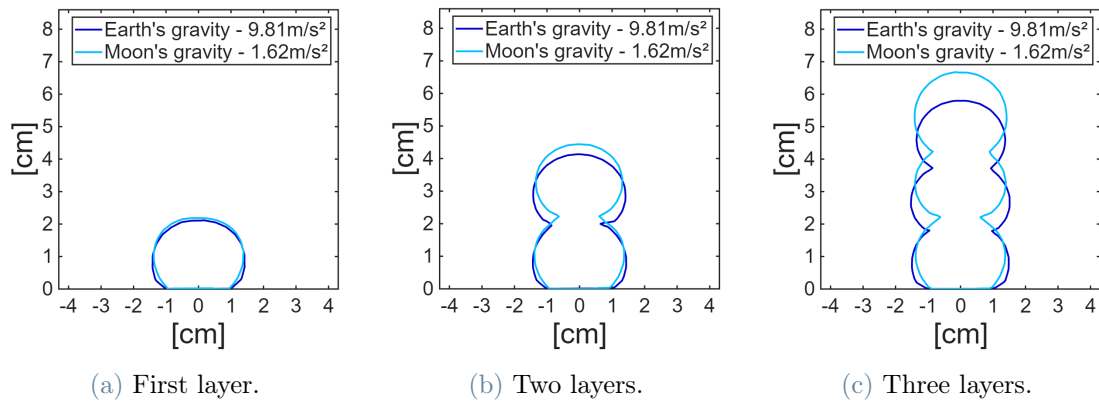 Earth's gravity - 9.81m/s²
Moon's gravity - 1.62m/s²
8
7
6
5
4
3
2
1
0
[cm]
-4 -3 -2 -1 0 1 2 3 4
[cm]
(a) First layer.
Earth's gravity - 9.81m/s²
Moon's gravity - 1.62m/s²
8
7
6
5
4
3
2
1
0
[cm]
-4 -3 -2 -1 0 1 2 3 4
[cm]
(b) Two layers.
Earth's gravity - 9.81m/s²
Moon's gravity - 1.62m/s²
8
7
6
5
4
3
2
1
0
[cm]
-4 -3 -2 -1 0 1 2 3 4
[cm]
(c) Three layers.